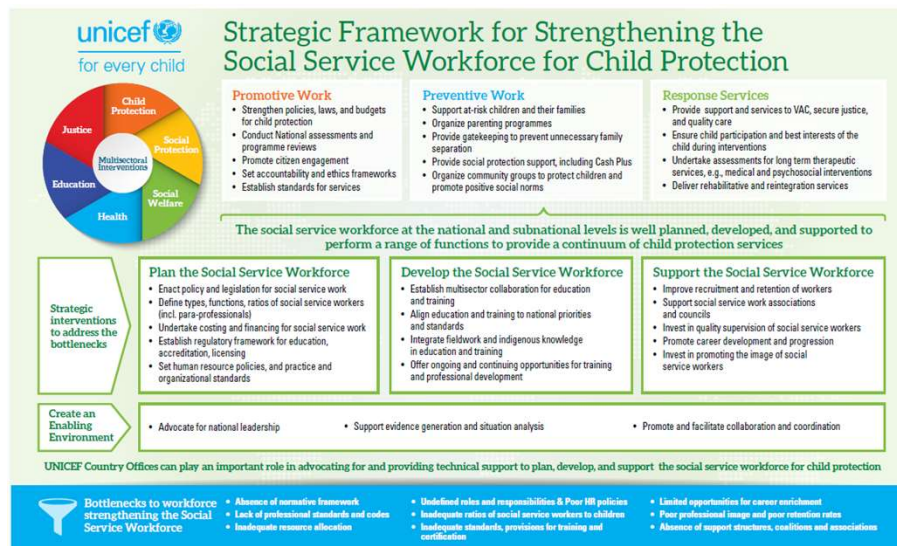 unicef
for every child
Strategic Framework for Strengthening the
Social Service Workforce for Child Protection
Child
Protection
Social
Protection
Social
Welfare
Health
Education
Justice
Multisectoral
Interventions
Promotive Work
• Strengthen policies, laws, and budgets
for child protection
• Conduct National assessments and
programme reviews
• Promote citizen engagement
• Set accountability and ethics frameworks
• Establish standards for services
Preventive Work
• Support at-risk children and their families
• Organize parenting programmes
• Provide gatekeeping to prevent unnecessary family
separation
• Provide social protection support, including Cash Plus
• Organize community groups to protect children and
promote positive social norms
Response Services
• Provide support and services to VAC, secure justice,
and quality care
• Ensure child participation and best interests of the
child during interventions
• Undertake assessments for long term therapeutic
services, e.g., medical and psychosocial interventions
• Deliver rehabilitative and reintegration services
The social service workforce at the national and subnational levels is well planned, developed, and supported to
perform a range of functions to provide a continuum of child protection services
Strategic
interventions
to address the
bottlenecks
Plan the Social Service Workforce
• Enact policy and legislation for social service work
• Define types, functions, ratios of social service workers
(incl. para-professionals)
• Undertake costing and financing for social service work
• Establish regulatory framework for education,
accreditation, licensing
• Set human resource policies, and practice and
organizational standards
Develop the Social Service Workforce
• Establish multisector collaboration for education
and training
• Align education and training to national priorities
and standards
• Integrate fieldwork and indigenous knowledge
in education and training
• Offer ongoing and continuing opportunities for training
and professional development
Support the Social Service Workforce
• Improve recruitment and retention of workers
• Support social service work associations
and councils
• Invest in quality supervision of social service workers
• Promote career development and progression
• Invest in promoting the image of social
service workers
Create an
Enabling
Environment
• Advocate for national leadership
• Support evidence generation and situation analysis
• Promote and facilitate collaboration and coordination
UNICEF Country Offices can play an important role in advocating for and providing technical support to plan, develop, and support the social service workforce for child protection
Bottlenecks to workforce
strengthening the Social
Service Workforce
• Absence of normative framework
• Lack of professional standards and codes
• Inadequate resource allocation
• Undefined roles and responsibilities & Poor HR policies
• Inadequate ratios of social service workers to children
• Inadequate standards, provisions for training and
certification
• Limited opportunities for career enrichment
• Poor professional image and poor retention rates
• Absence of support structures, coalitions and associations